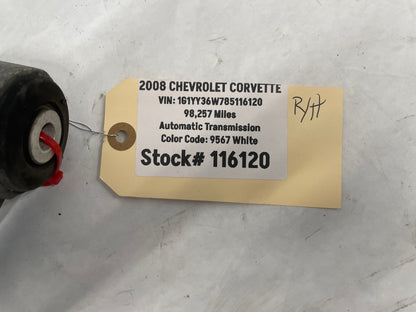 2008 CHEVROLET CORVETTE
VIN: 1G1YY36W785116120
98,257 Miles
Automatic Transmission
Color Code: 9567 White
Stock# 116120
R/H